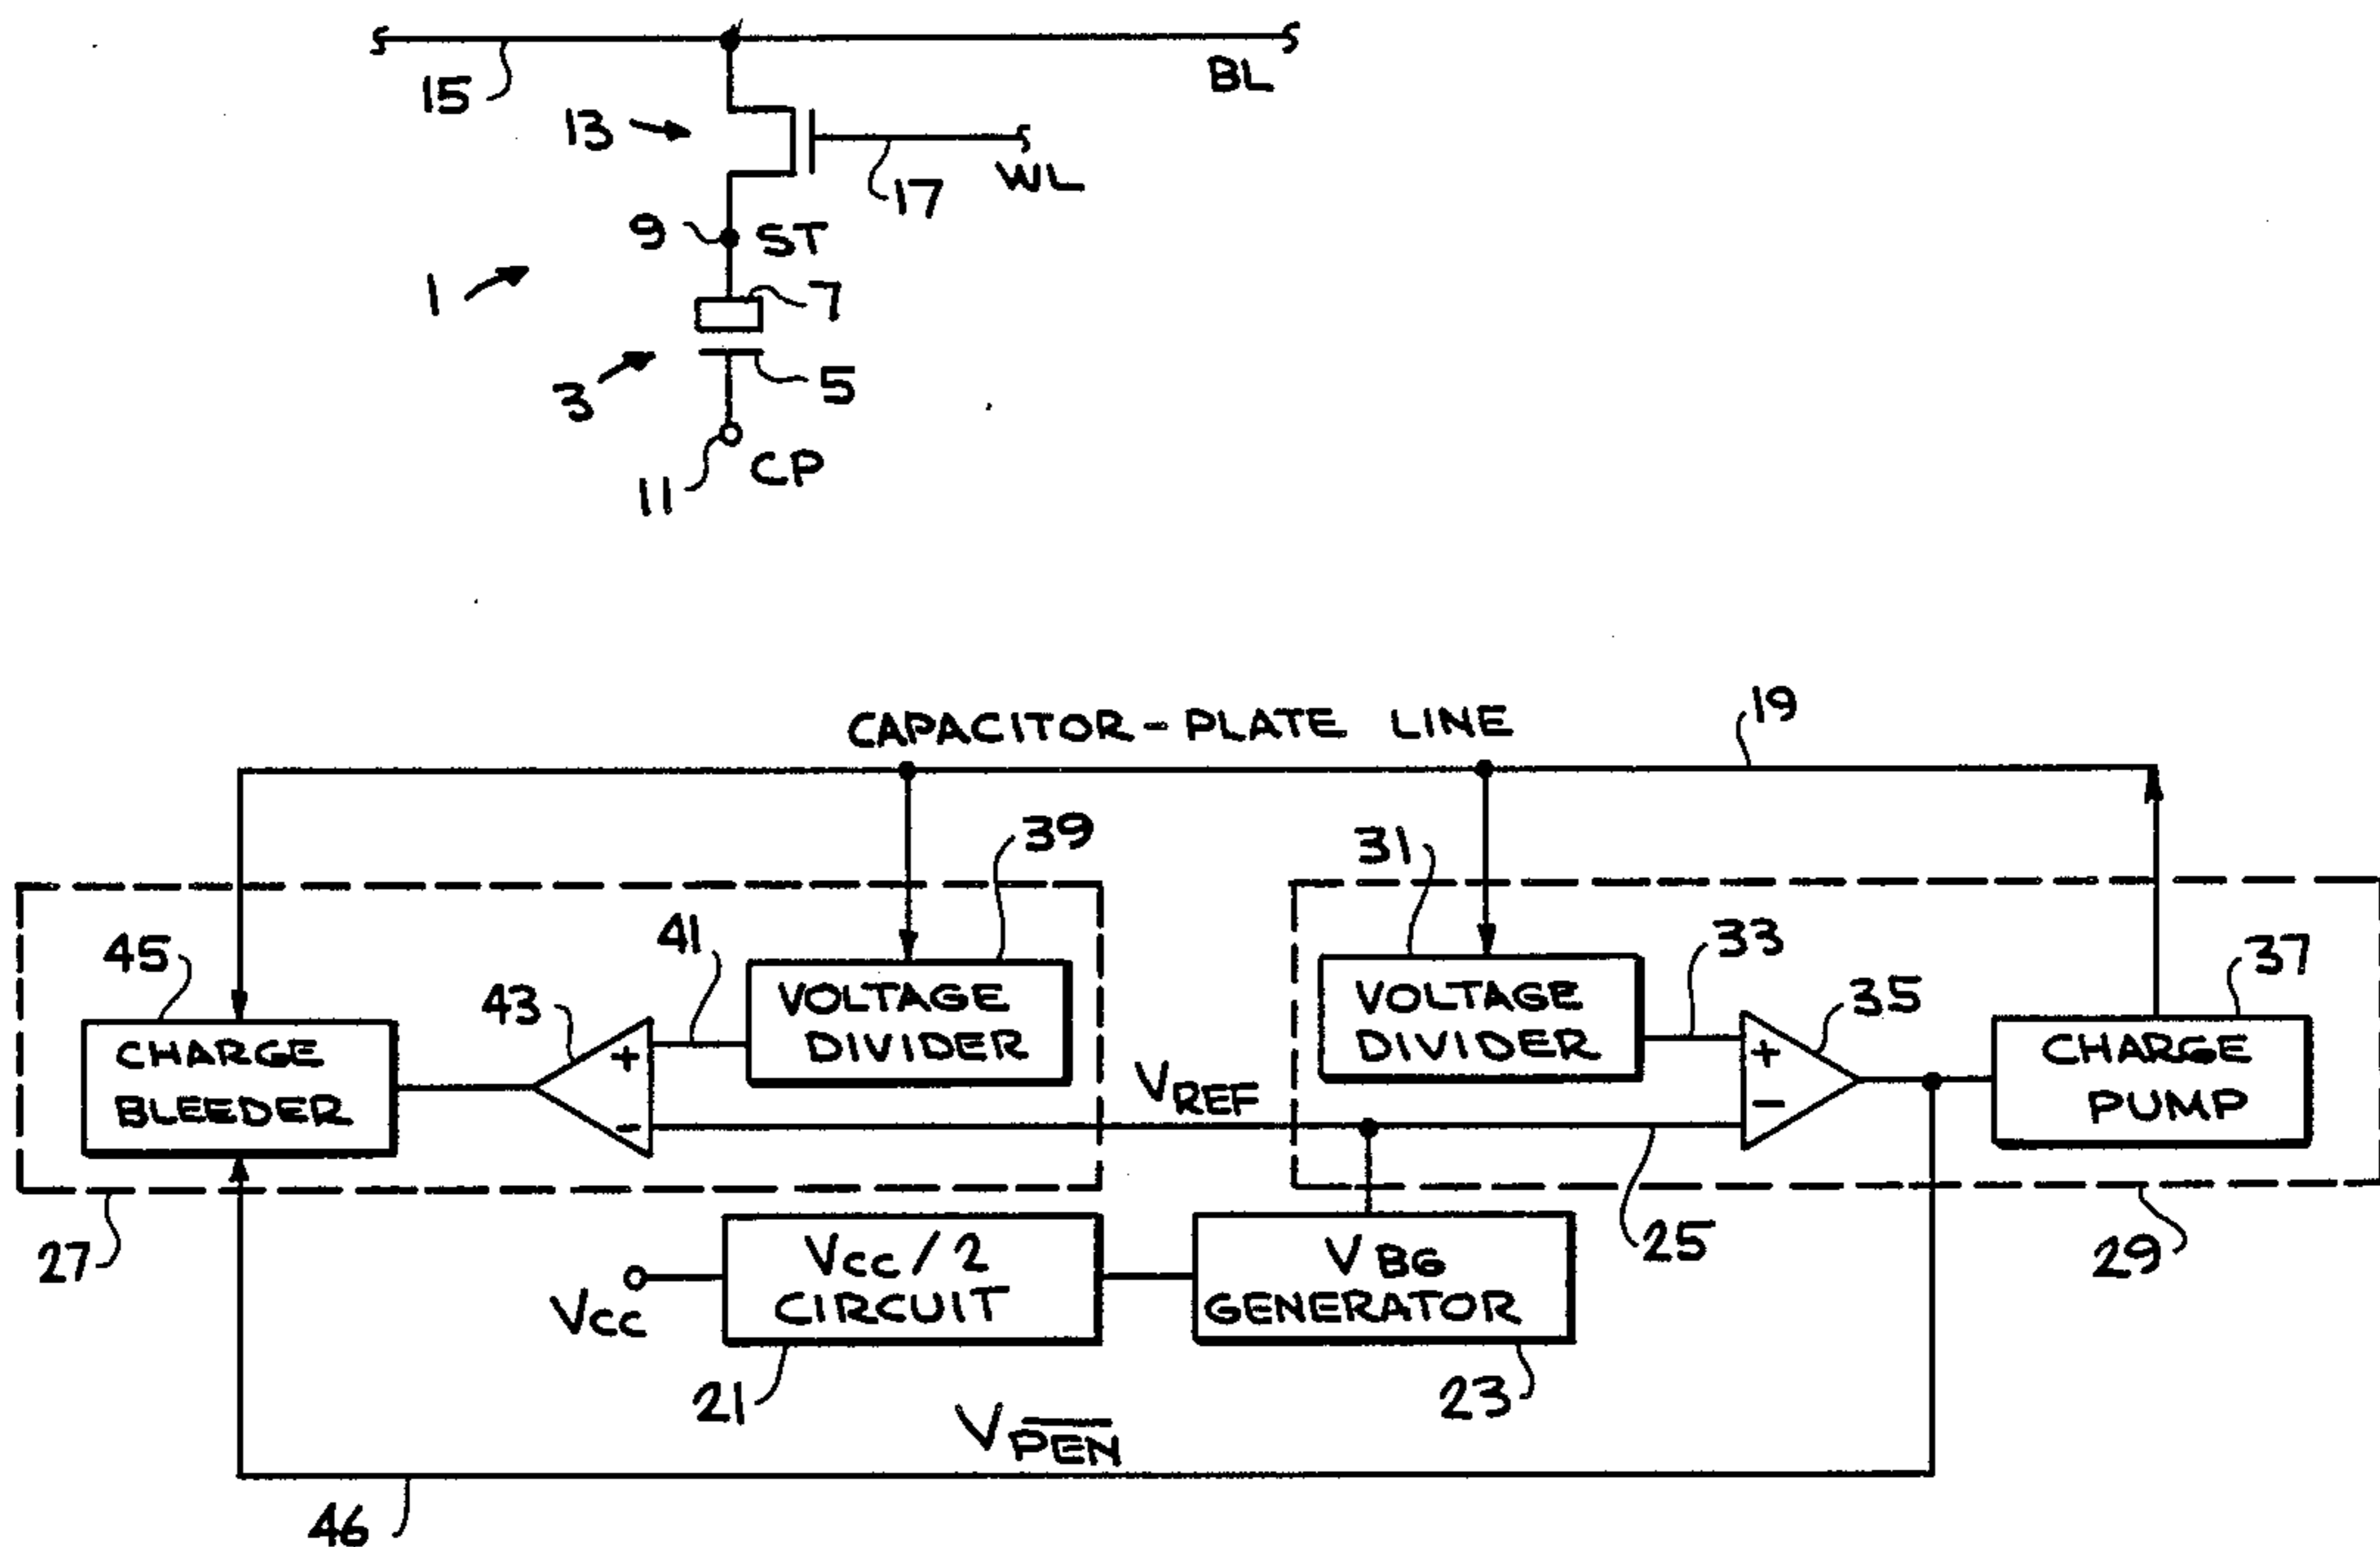 15
BL
13
WL
17
9
ST
1
7
3
5
11
CP
CAPACITOR-PLATE LINE
19
39
31
45
41
33
37
43
35
VOLTAGE
DIVIDER
VOLTAGE
DIVIDER
+
+
CHARGE
BLEEDER
CHARGE
PUMP
VREF
-
-
27
25
29
Vcc/2
CIRCUIT
VBG
GENERATOR
Vcc
21
23
VPEN
46